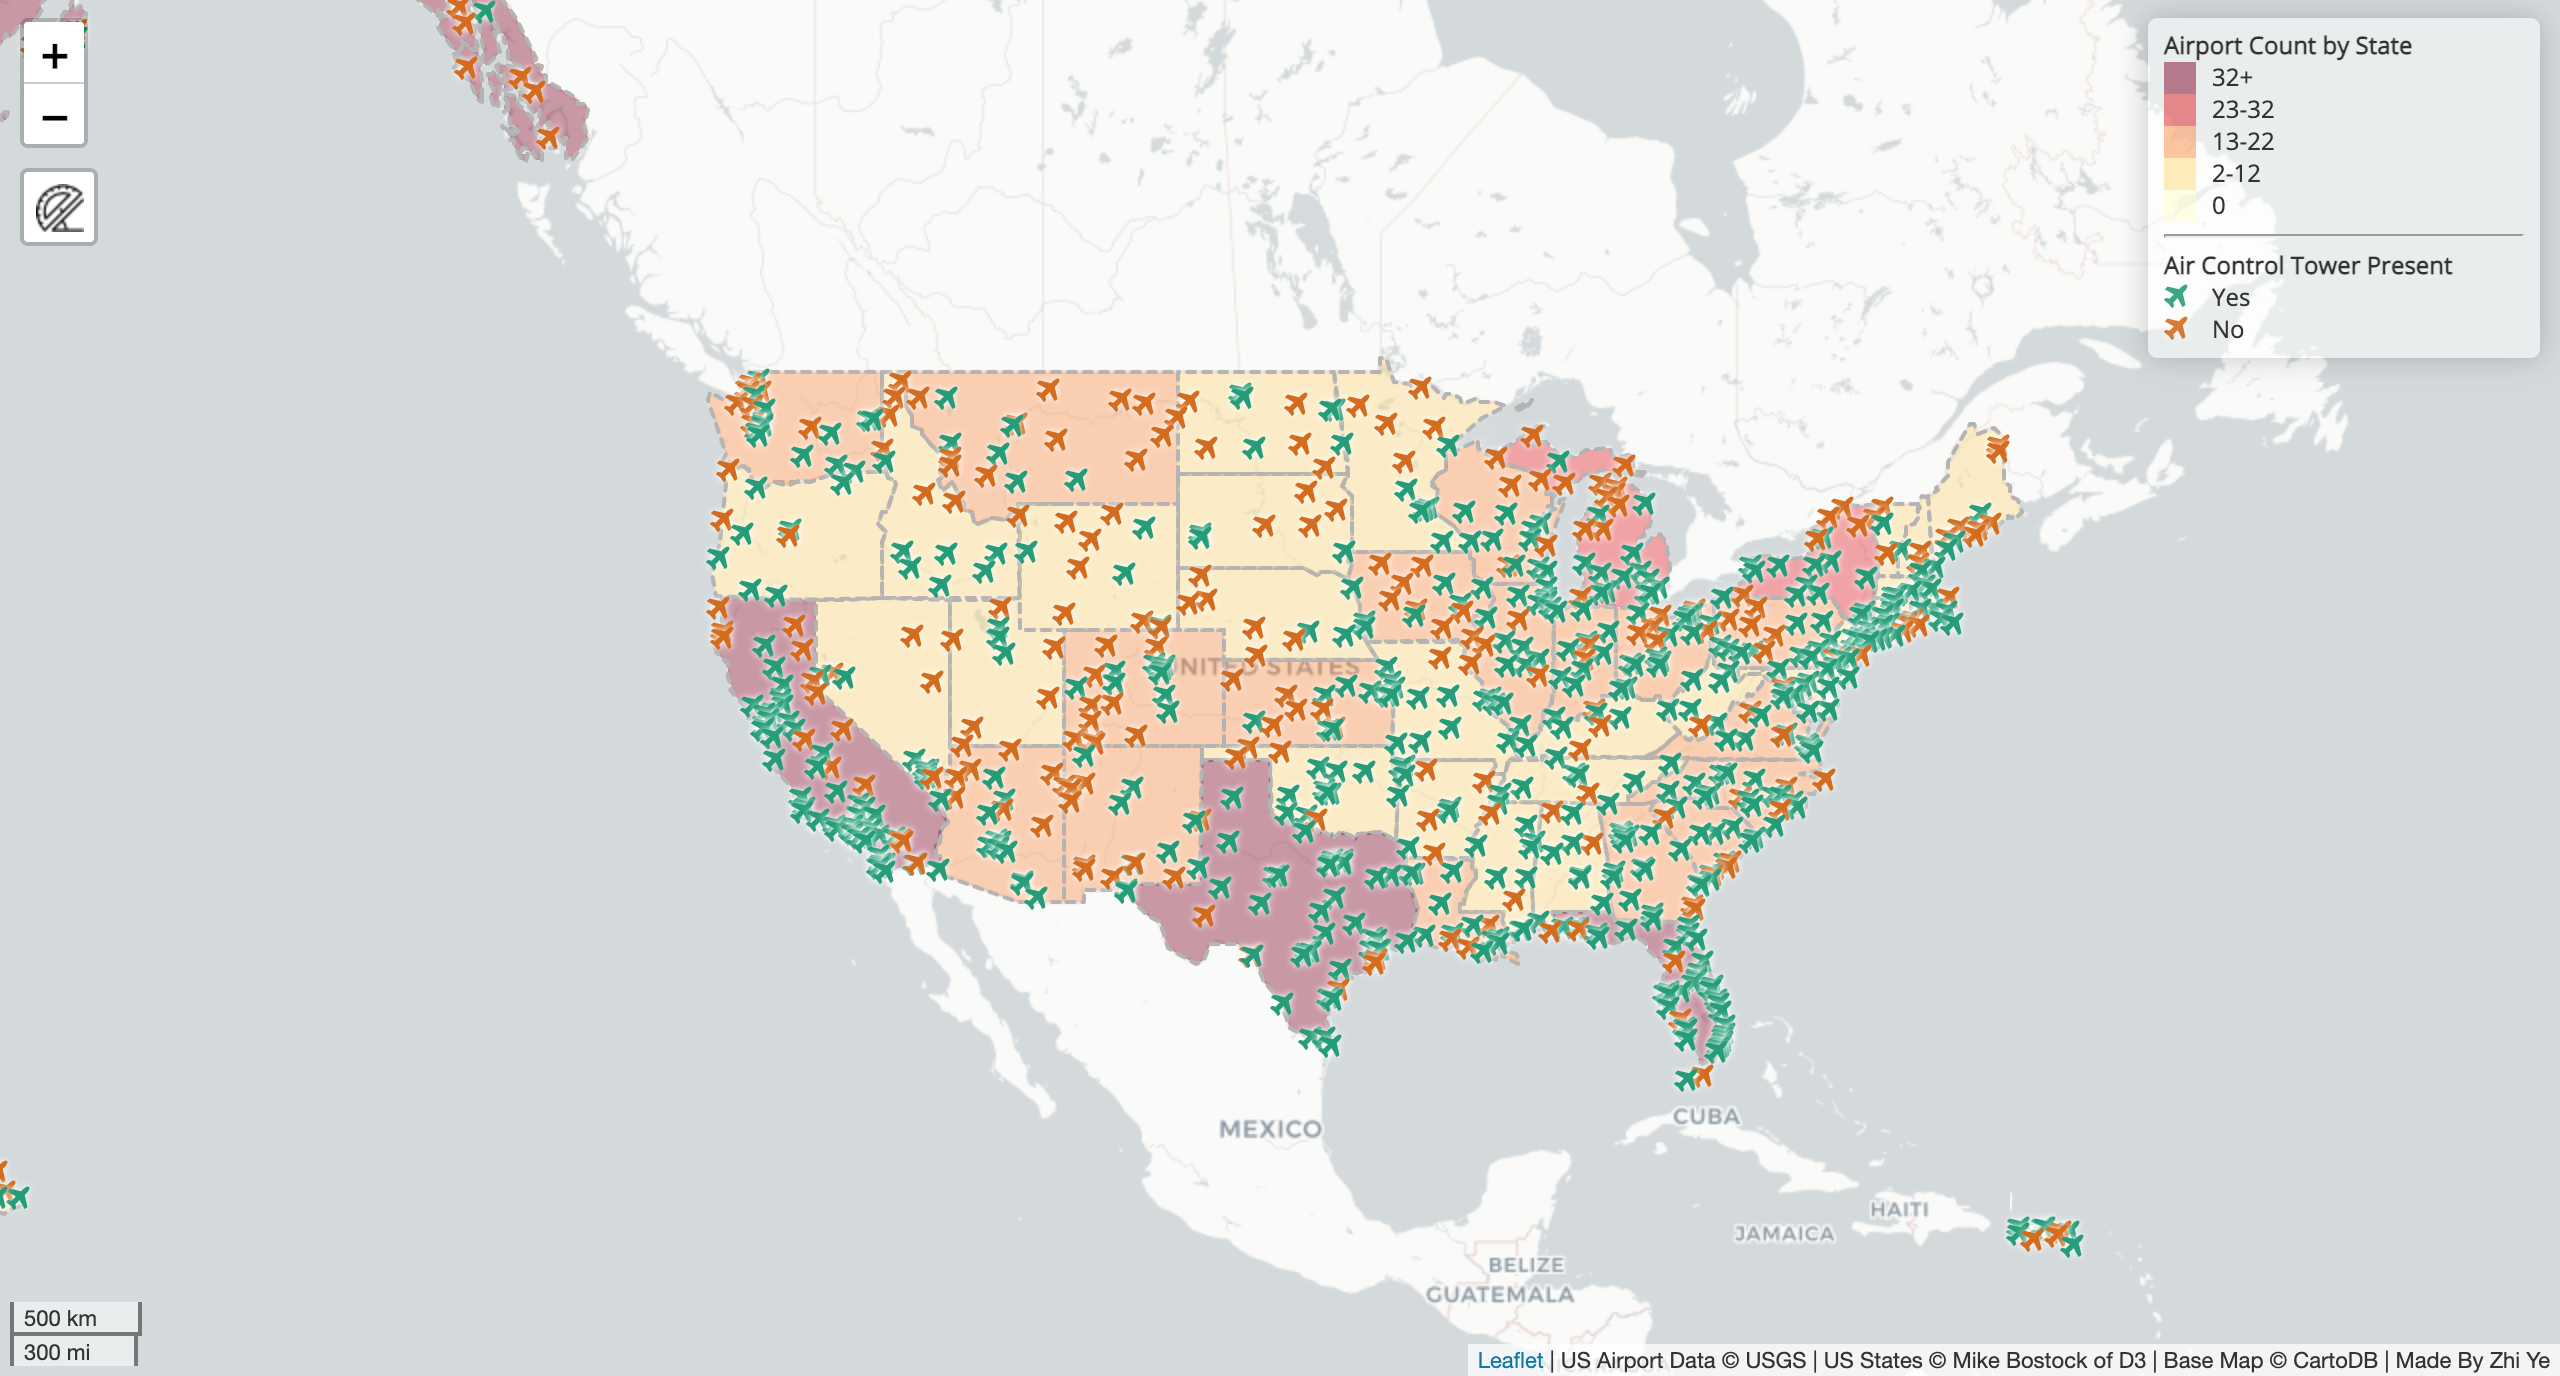 +
−
Airport Count by State
32+
23-32
13-22
2-12
0
Air Control Tower Present
Yes
No
UNITED STATES
MEXICO
CUBA
HAITI
JAMAICA
BELIZE
GUATEMALA
500 km
300 mi
Leaflet | US Airport Data © USGS | US States © Mike Bostock of D3 | Base Map © CartoDB | Made By Zhi Ye